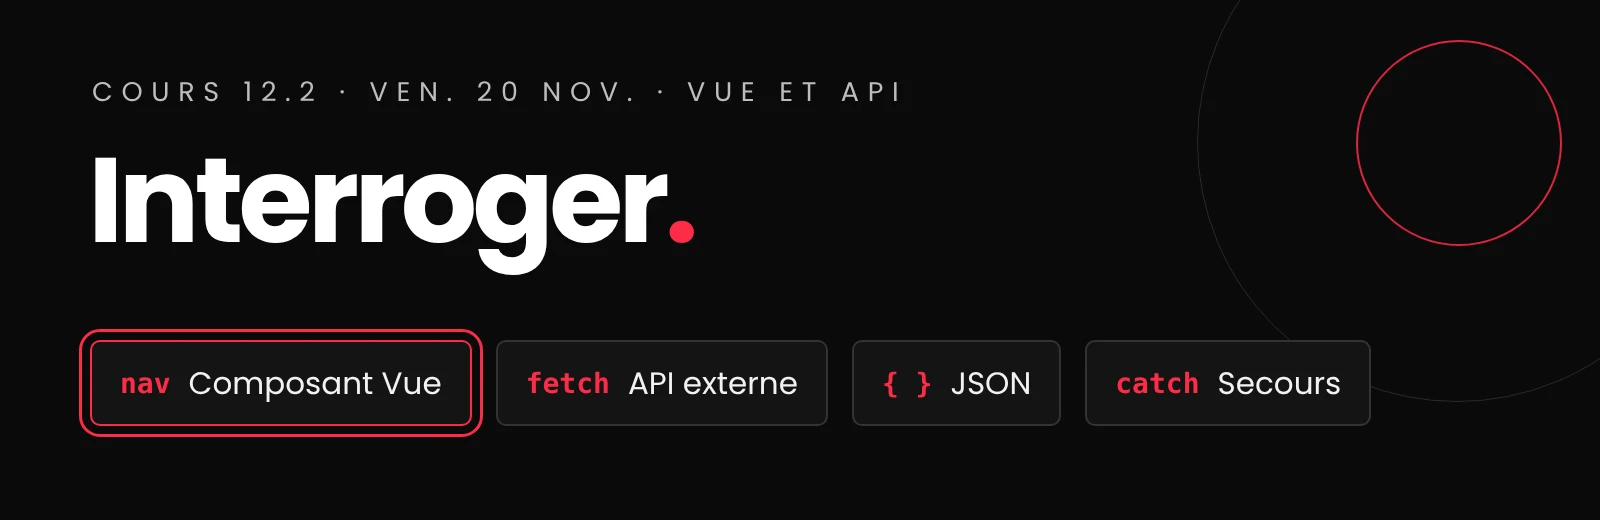 COURS 12.2 · VEN. 20 NOV. · VUE ET API
Interroger.
nav Composant Vue fetch API externe { } JSON catch Secours